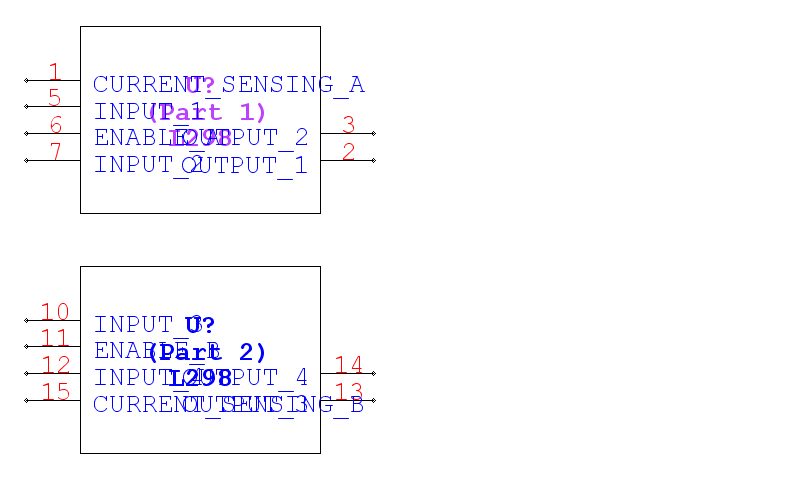 1
CURRENT_SENSING_A
U?
5
INPUT_1
(Part 1)
6
ENABLE_A
L298
OUTPUT_2
3
7
INPUT_2
OUTPUT_1
2
10
INPUT_3
U?
11
ENABLE_B
(Part 2)
12
INPUT_4
L298
OUTPUT_4
14
15
CURRENT_SENSING_B
OUTPUT_3
13